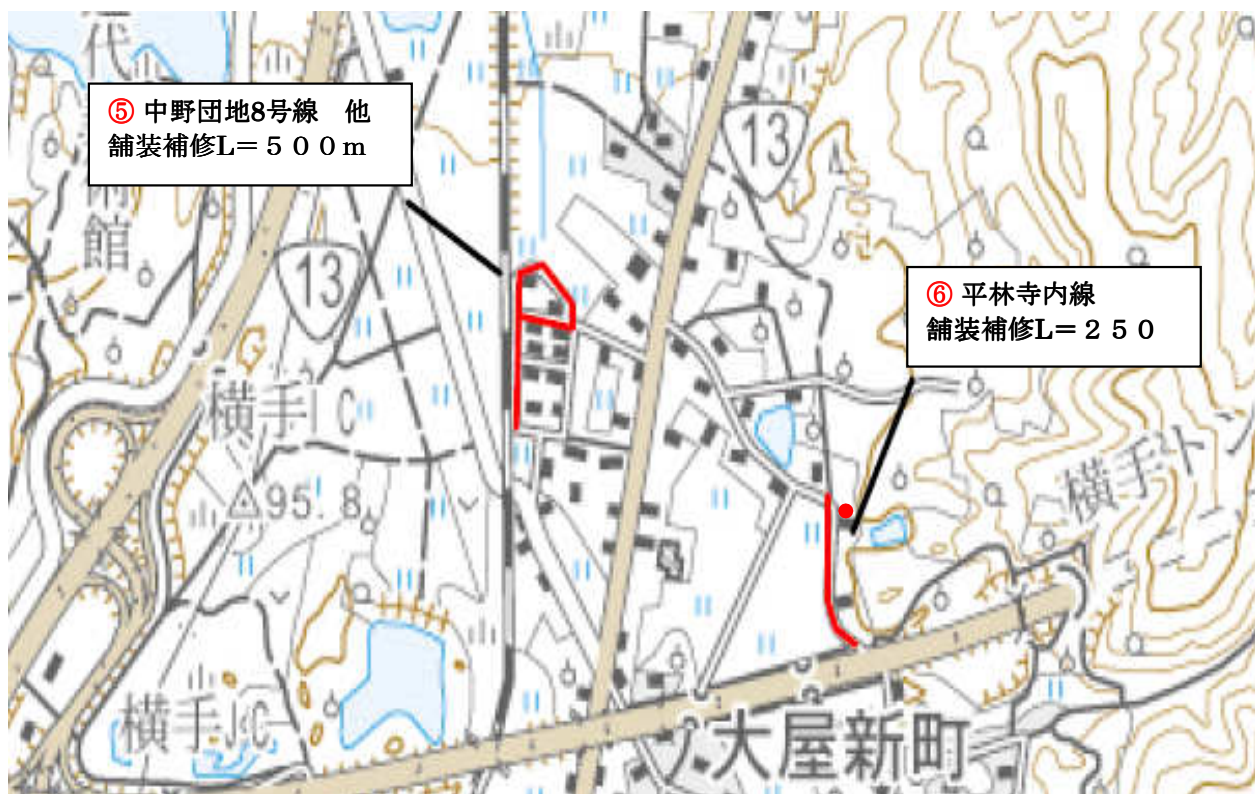 ⑤ 中野団地8号線　他
舗装補修L＝５００ｍ
館
13
13
⑥ 平林寺内線
舗装補修L＝２５０
横手ＩＣ
95.8
横手トン
横手JC
大屋新町